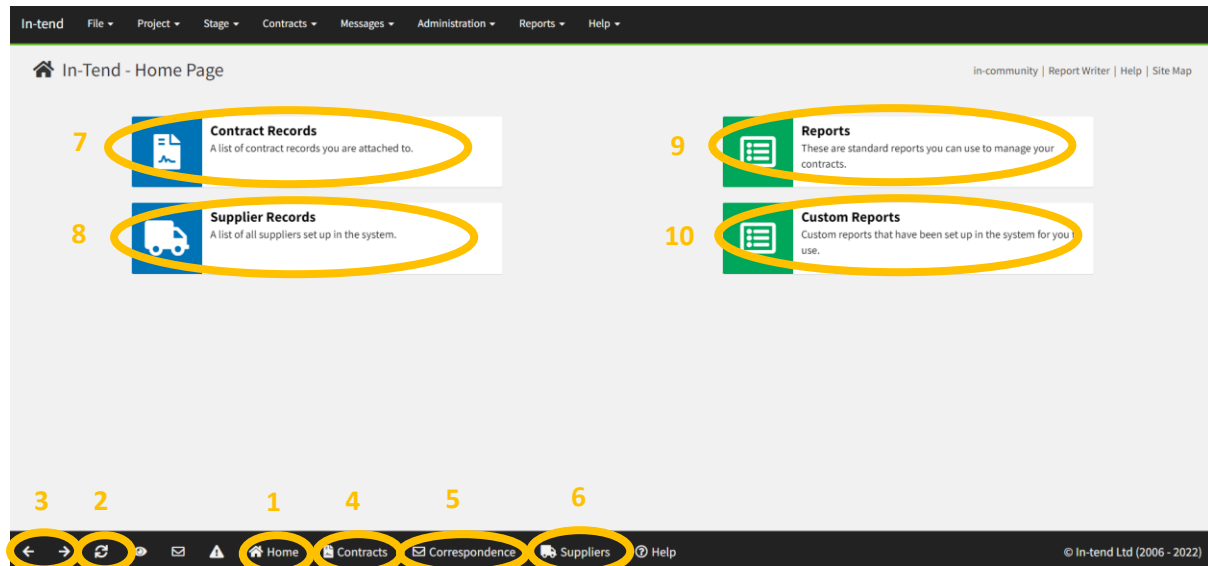 In-tend File Project Stage Contracts Messages Administration Reports Help
In-Tend - Home Page
in-community | Report Writer | Help | Site Map
7
Contract Records
A list of contract records you are attached to.
9
Reports
These are standard reports you can use to manage your
contracts.
8
Supplier Records
A list of all suppliers set up in the system.
10
Custom Reports
Custom reports that have been set up in the system for you
use.
3 2 1 4 5 6
Home Contracts Correspondence Suppliers Help
© In-tend Ltd (2006 - 2022)